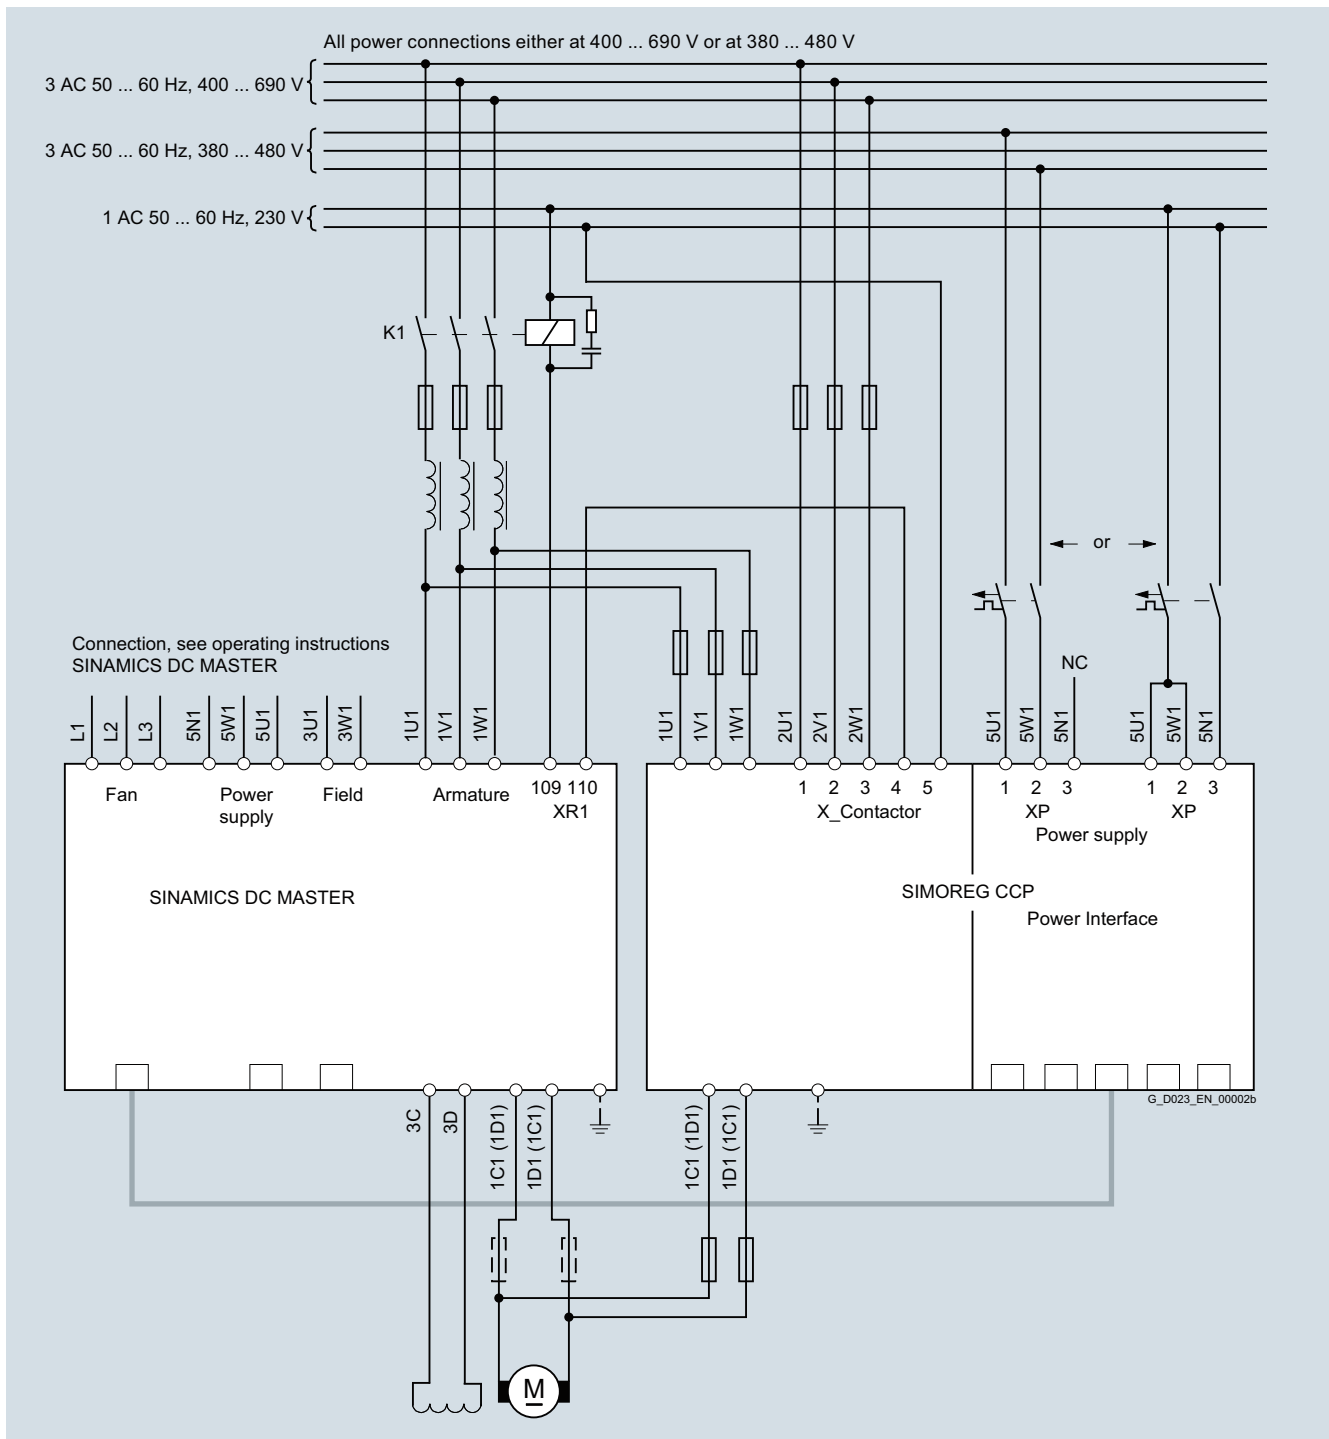 All power connections either at 400 ... 690 V or at 380 ... 480 V
3 AC 50 ... 60 Hz, 400 ... 690 V
3 AC 50 ... 60 Hz, 380 ... 480 V
1 AC 50 ... 60 Hz, 230 V
K1
or
Connection, see operating instructions
SINAMICS DC MASTER
NC
L1
L2
L3
5N1
5W1
5U1
3U1
3W1
1U1
1V1
1W1
1U1
1V1
1W1
2U1
2V1
2W1
5U1
5W1
5N1
5U1
5W1
5N1
Fan
Power
supply
Field
Armature
109 110
XR1
1 2 3 4 5
X_Contactor
1 2 3
XP
1 2 3
XP
Power supply
SINAMICS DC MASTER
SIMOREG CCP
Power Interface
G_D023_EN_00002b
3C
3D
1C1 (1D1)
1D1 (1C1)
1C1 (1D1)
1D1 (1C1)
M